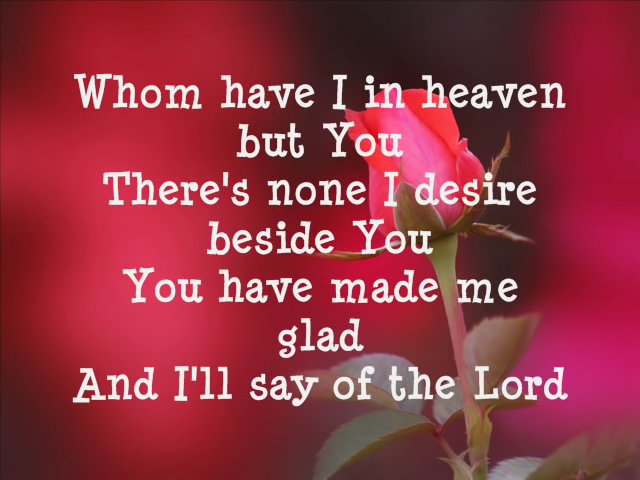 Whom have I in heaven
but You
There's none I desire
beside You
You have made me
glad
And I'll say of the Lord